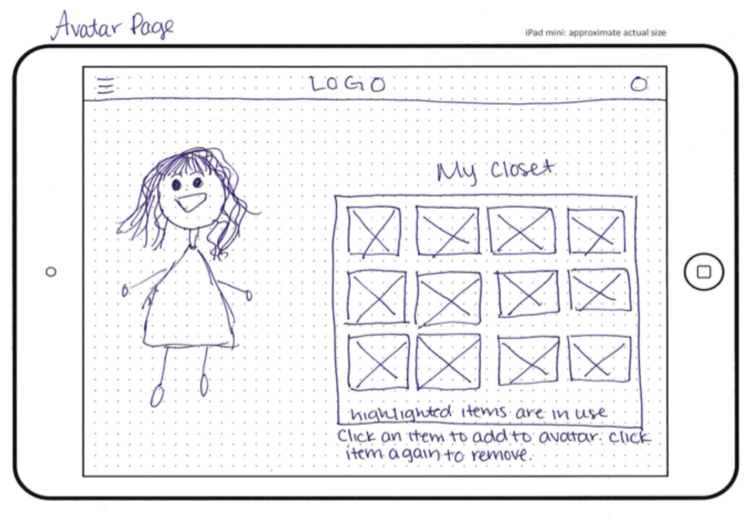 Avatar Page
iPad mini: approximate actual size
LOGO
My Closet
highlighted items are in use
Click an item to add to avatar. click
item again to remove.